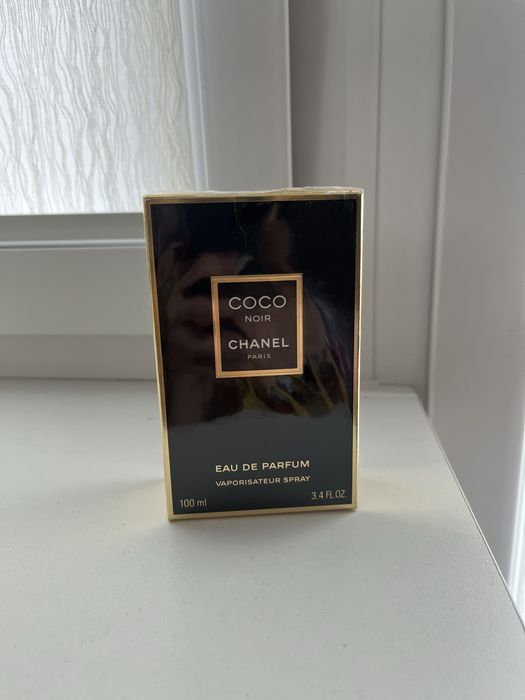 COCO
NOIR
CHANEL
PARIS
EAU DE PARFUM
VAPORISATEUR SPRAY
100 ml 3.4 FL.OZ.